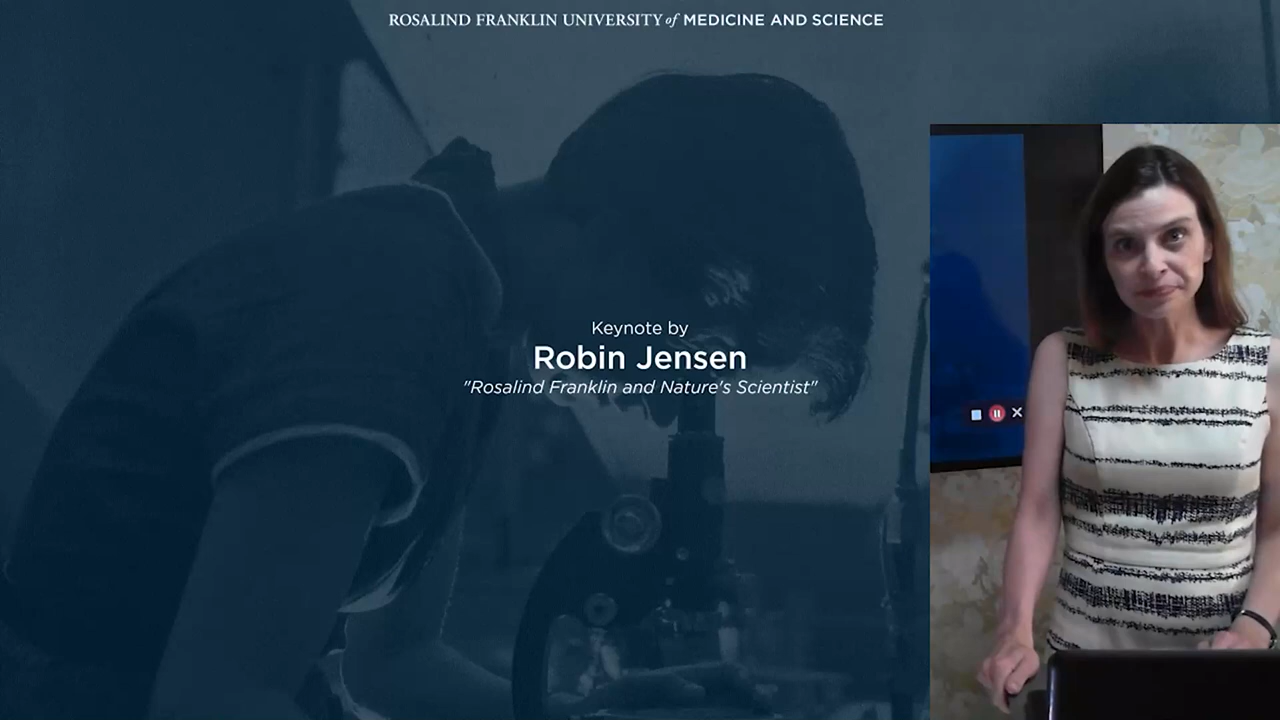 ROSALIND FRANKLIN UNIVERSITY of MEDICINE AND SCIENCE
Keynote by
Robin Jensen
"Rosalind Franklin and Nature's Scientist"